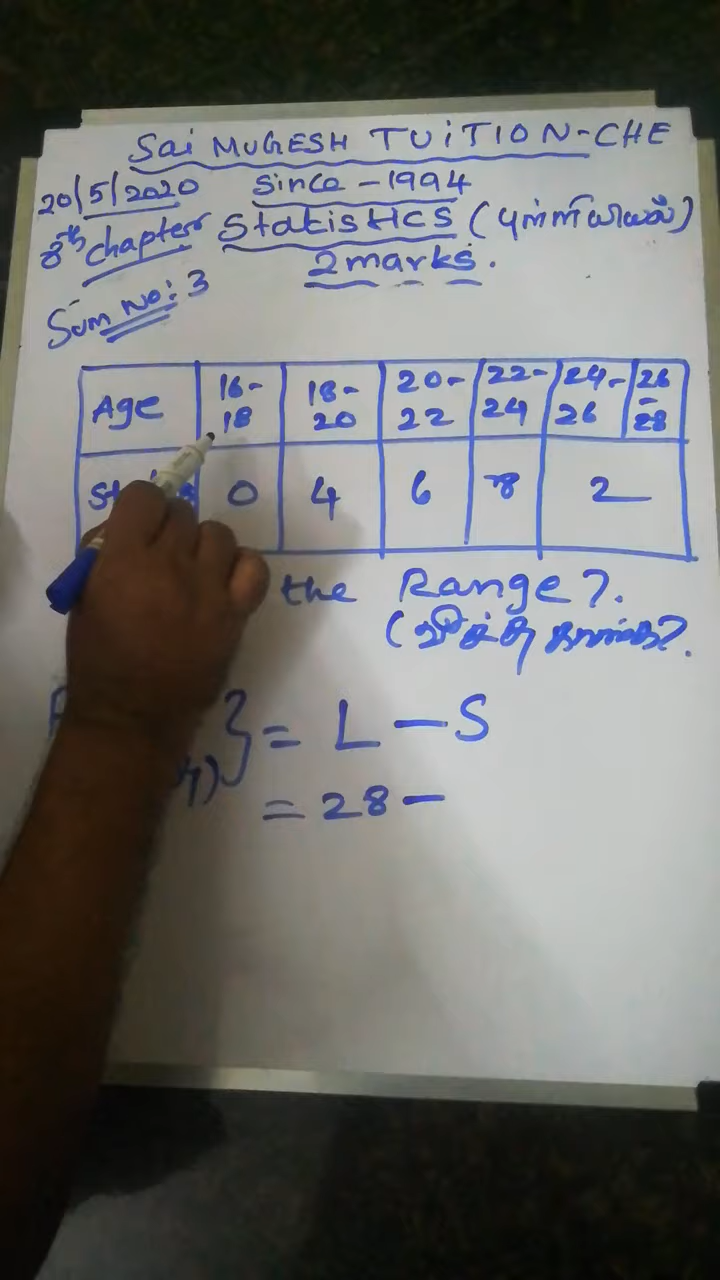 Sai MUGESH TUITION-CHE
20/5/2020 Since - 1994
8th chapter Statistics (புள்ளியியல்)
2 marks.
Sum No: 3
Age 16-18 18-20 20-22 22-24 24-26 26-28
0 4 6 8 2
the Range?.
(வீச்சு காண்க?.
} = L - S
= 28 -